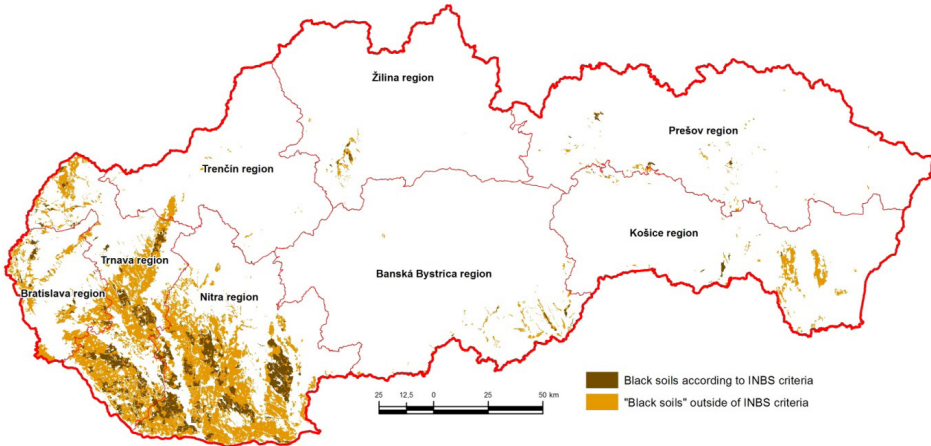 Žilina region
Prešov region
Trenčín region
Košice region
Trnava region
Banská Bystrica region
Bratislava region
Nitra region
25 12,5 0 25 50 km
Black soils according to INBS criteria
"Black soils" outside of INBS criteria